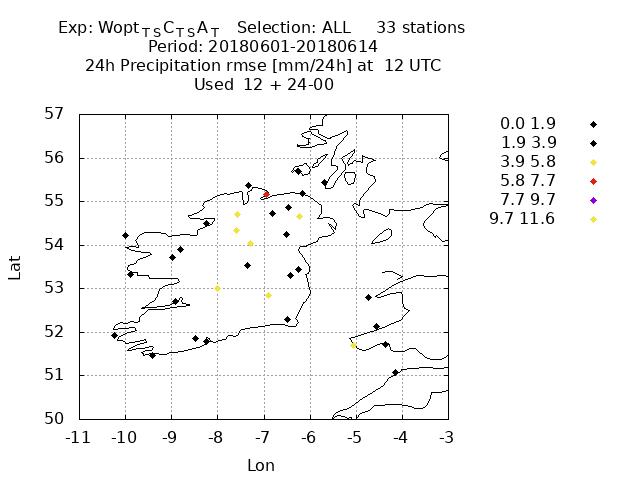 Exp: Wopt_TSC_TSA_T   Selection: ALL     33 stations
Period: 20180601-20180614
24h Precipitation rmse [mm/24h] at  12 UTC
Used  12 + 24-00
0.0 1.9
1.9 3.9
3.9 5.8
5.8 7.7
7.7 9.7
9.7 11.6
57
56
55
54
53
52
51
50
Lat
-11 -10 -9 -8 -7 -6 -5 -4 -3
Lon